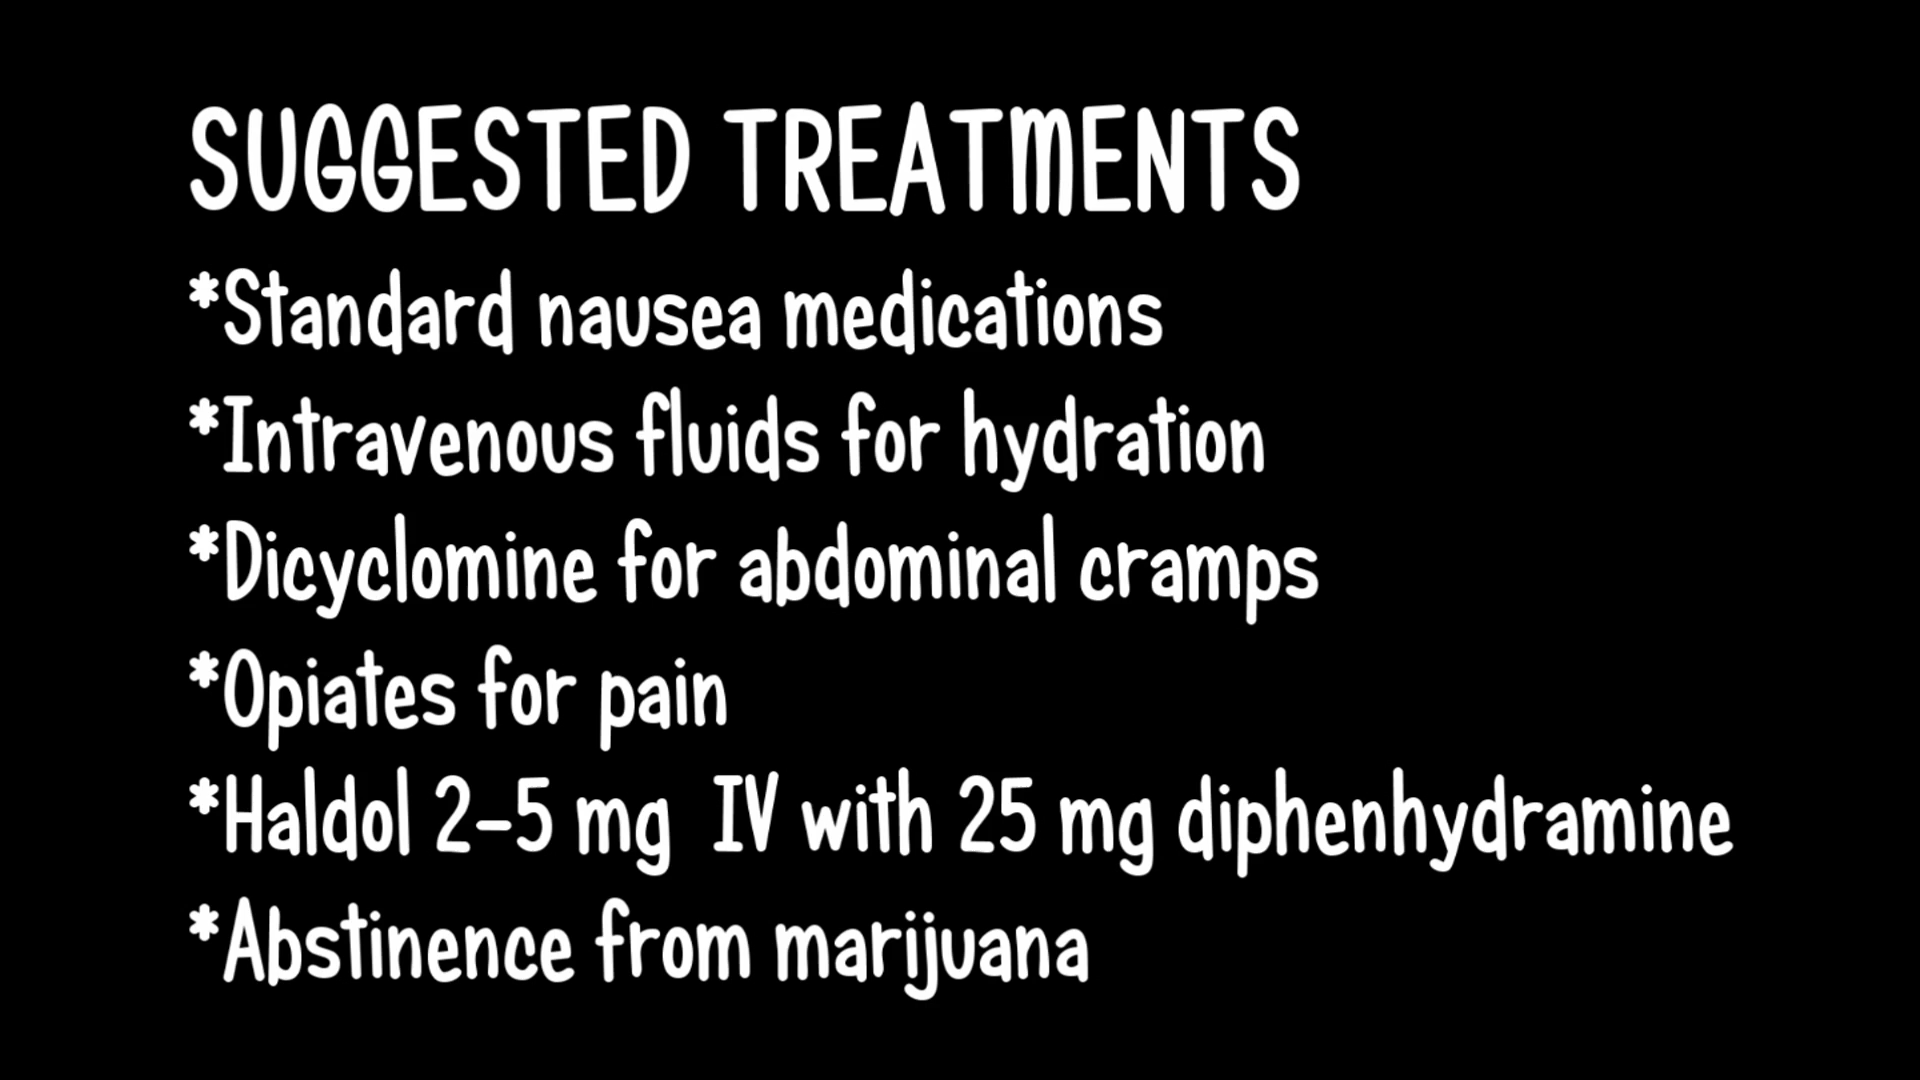 SUGGESTED TREATMENTS
*Standard nausea medications
*Intravenous fluids for hydration
*Dicyclomine for abdominal cramps
*Opiates for pain
*Haldol 2-5 mg  IV with 25 mg diphenhydramine
*Abstinence from marijuana